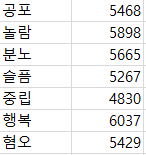 공포 5468
놀람 5898
분노 5665
슬픔 5267
중립 4830
행복 6037
혐오 5429